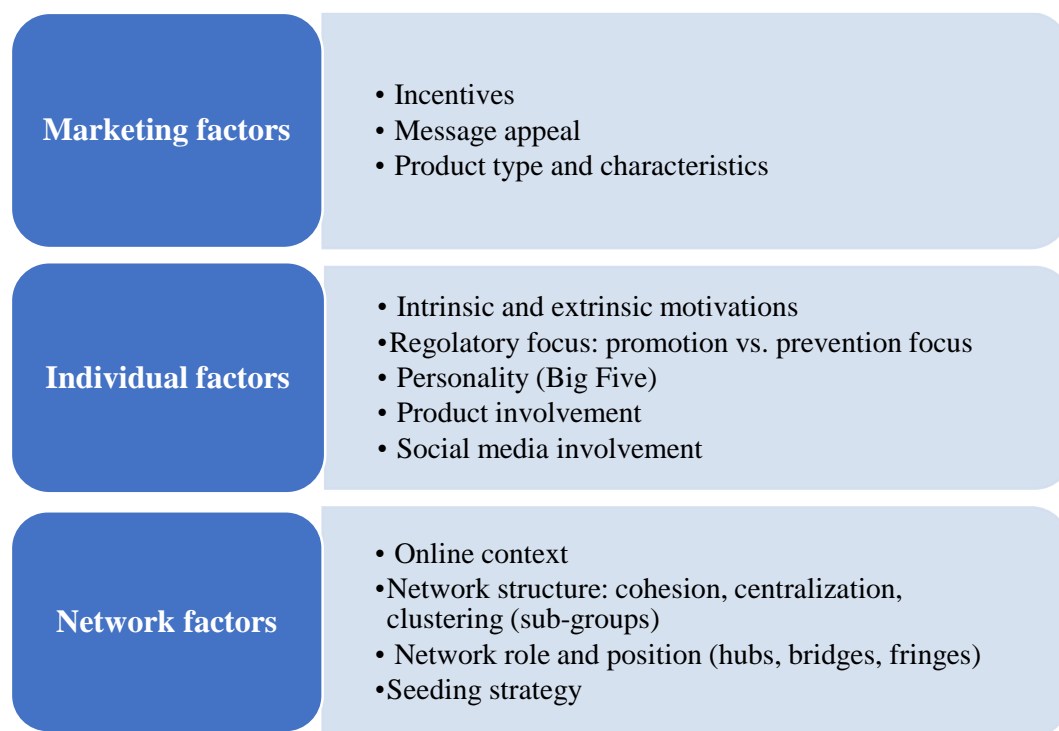 Marketing factors
• Incentives
• Message appeal
• Product type and characteristics
Individual factors
• Intrinsic and extrinsic motivations
•Regolatory focus: promotion vs. prevention focus
• Personality (Big Five)
• Product involvement
• Social media involvement
Network factors
• Online context
•Network structure: cohesion, centralization,
clustering (sub-groups)
• Network role and position (hubs, bridges, fringes)
•Seeding strategy